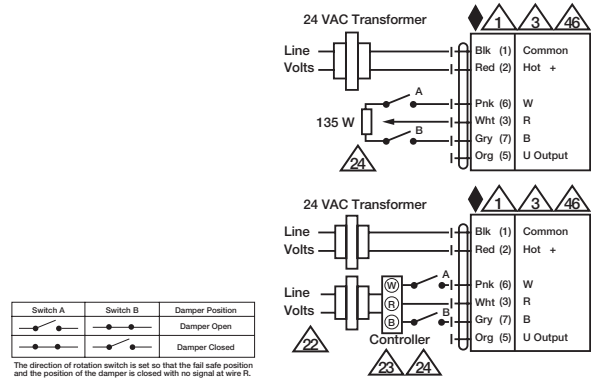 24 VAC Transformer
1 3 46
Line
Volts
Blk (1) Common
Red (2) Hot +
135 W
A
B
24
Pnk (6) W
Wht (3) R
Gry (7) B
Org (5) U Output
24 VAC Transformer
1 3 46
Line
Volts
Blk (1) Common
Red (2) Hot +
Line
Volts
22
W
R
B
A
B
Controller
23 24
Pnk (6) W
Wht (3) R
Gry (7) B
Org (5) U Output
Switch A Switch B Damper Position
Damper Open
Damper Closed
The direction of rotation switch is set so that the fail safe position
and the position of the damper is closed with no signal at wire R.